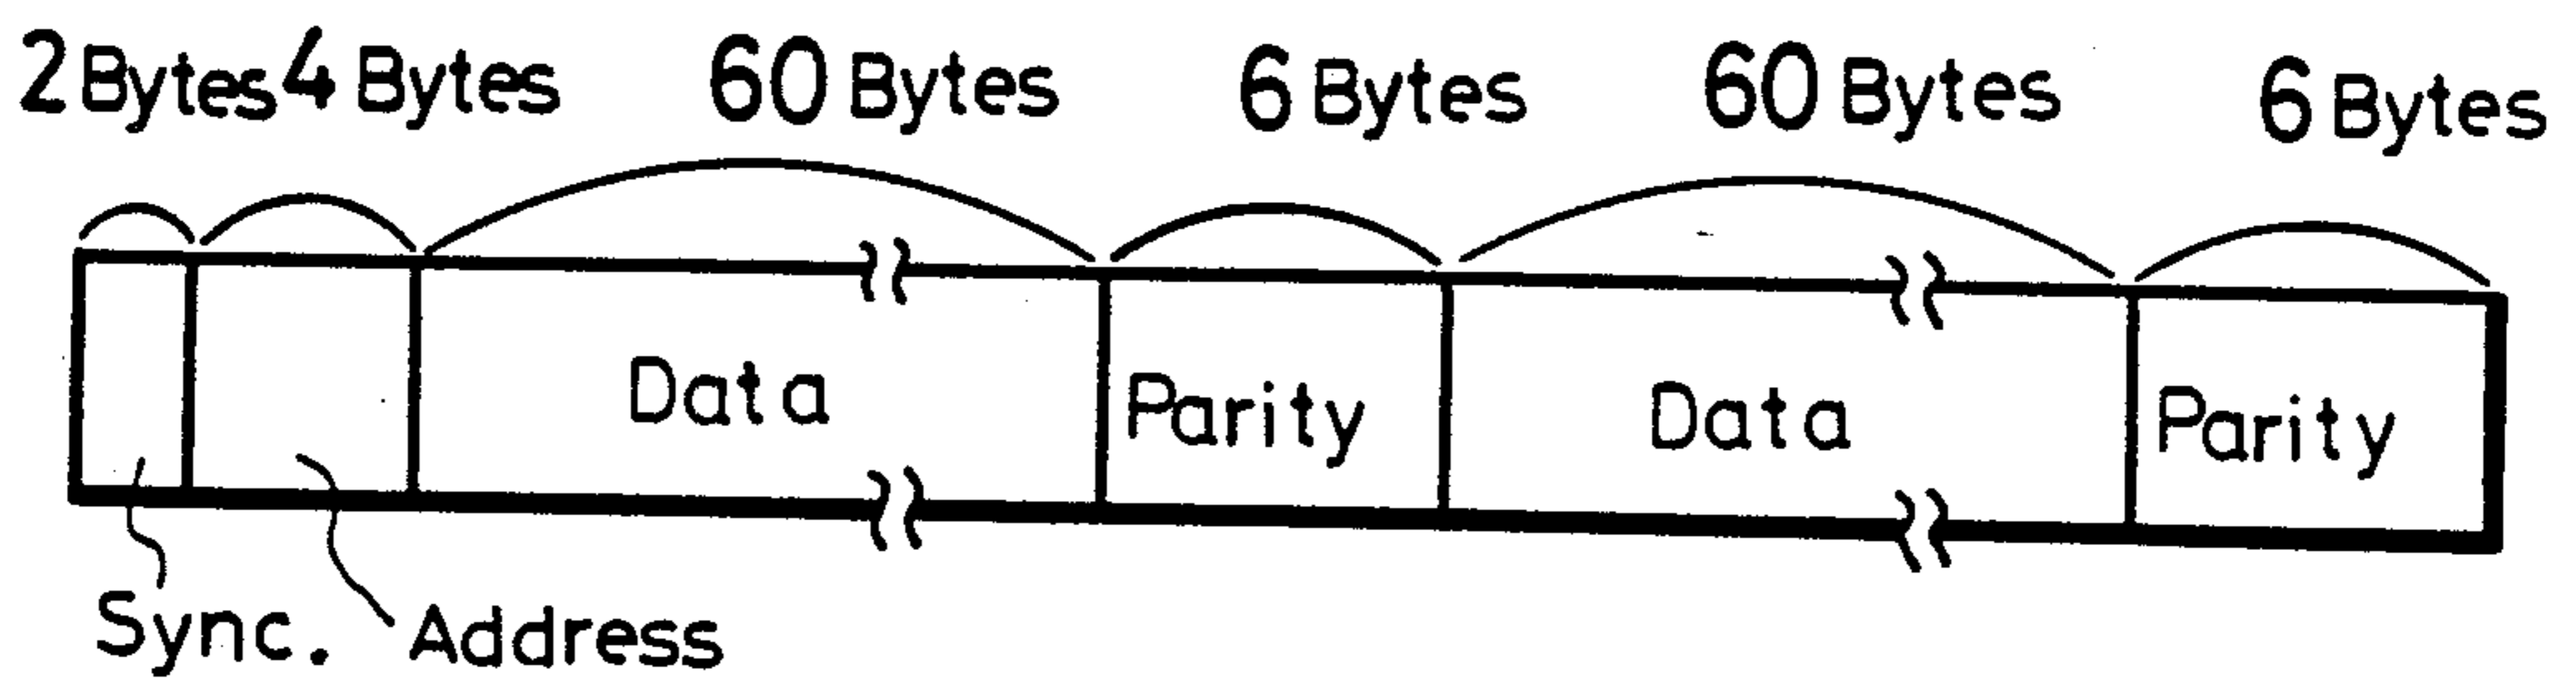 2 Bytes 4 Bytes 60 Bytes 6 Bytes 60 Bytes 6 Bytes
Data Parity Data Parity
Sync. Address